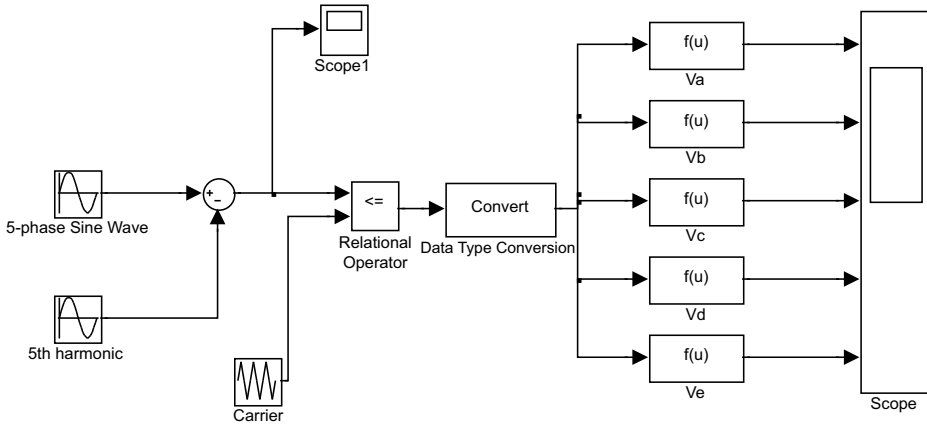 Scope1
5-phase Sine Wave
+
−
5th harmonic
Carrier
<=
Relational
Operator
Convert
Data Type Conversion
f(u)
Va
f(u)
Vb
f(u)
Vc
f(u)
Vd
f(u)
Ve
Scope